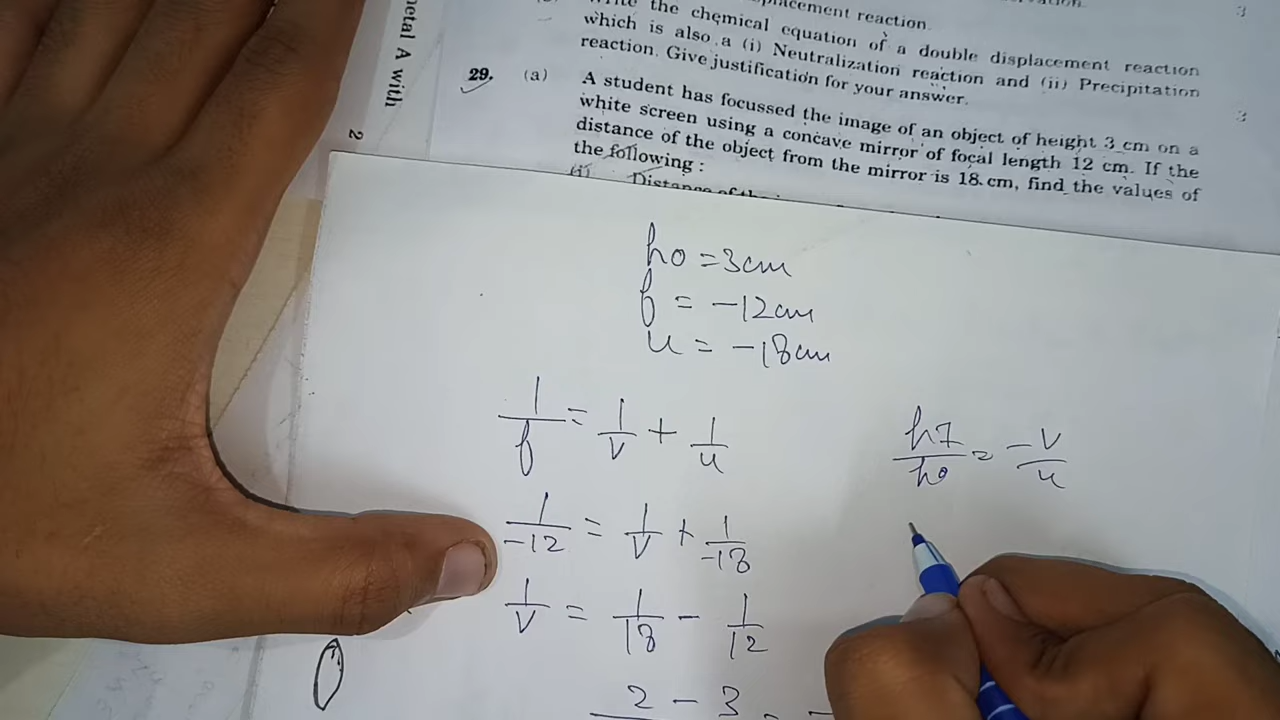 placement reaction.
3
Write the chemical equation of a double displacement reaction
which is also a (i) Neutralization reaction and (ii) Precipitation
reaction. Give justification for your answer.
3
29. (a) A student has focussed the image of an object of height 3 cm on a
white screen using a concave mirror of focal length 12 cm. If the
distance of the object from the mirror is 18 cm, find the values of
the following :
(i) Distance of the
etal A with
2
ho = 3cm
f = -12cm
u = -18cm
1/f = 1/v + 1/u
hI/ho = -v/u
1/-12 = 1/v + 1/-18
1/v = 1/18 - 1/12
2 - 3